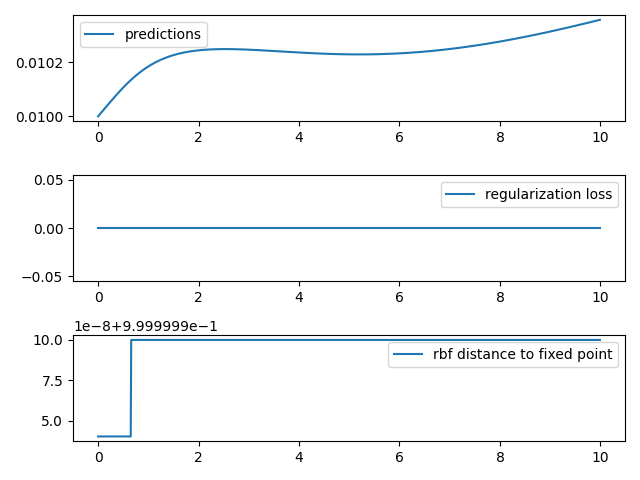 predictions
0.0102
0.0100
0 2 4 6 8 10
0.05
regularization loss
0.00
−0.05
0 2 4 6 8 10
1e−8+9.999999e−1
10.0
rbf distance to fixed point
7.5
5.0
0 2 4 6 8 10